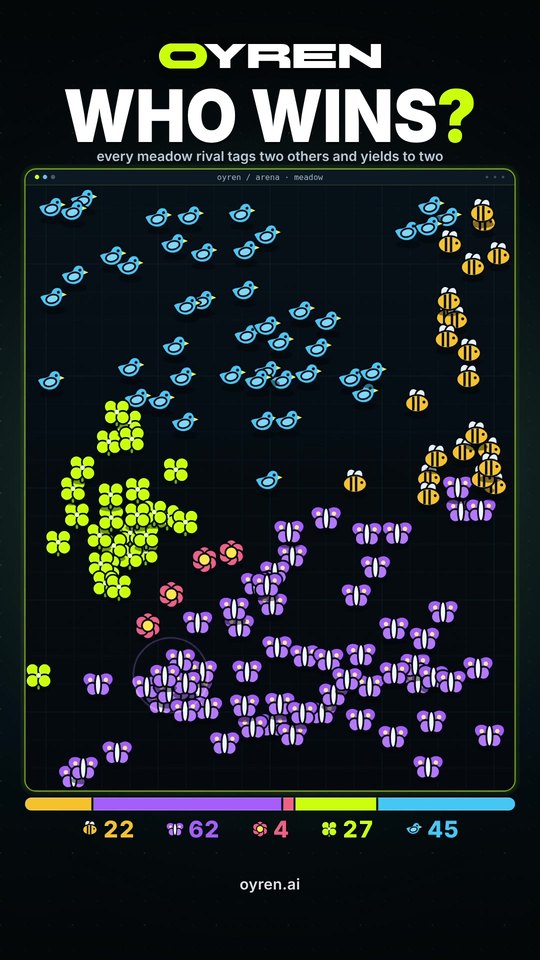 OYREN
WHO WINS?
every meadow rival tags two others and yields to two
oyren / arena · meadow
22 62 4 27 45
oyren.ai